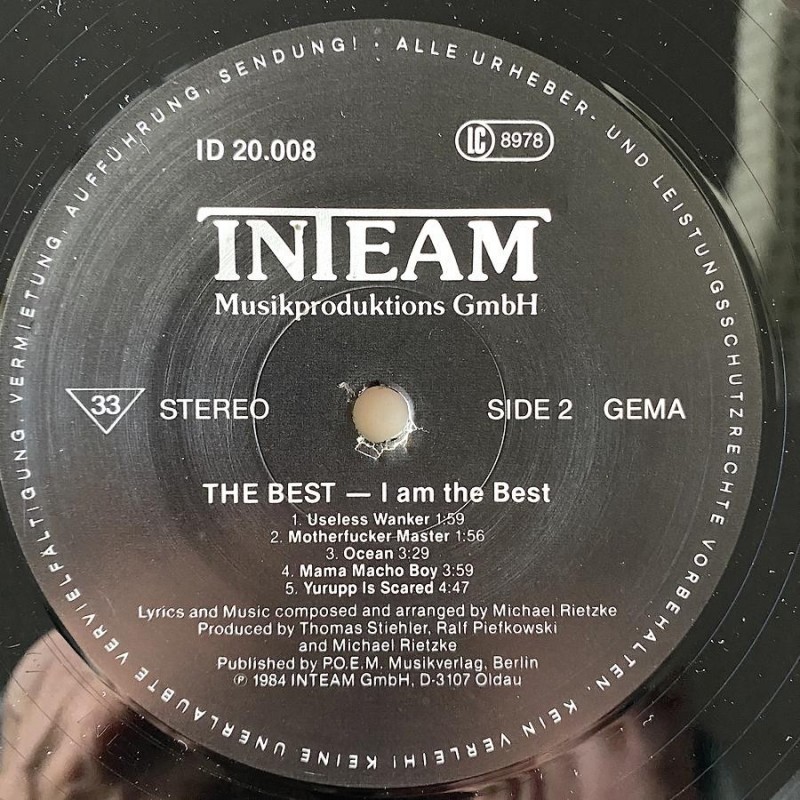 ALLE URHEBER- UND LEISTUNGSSCHUTZRECHTE VORBEHALTEN. KEIN VERLEIH! KEINE UNERLAUBTE VERVIELFÄLTIGUNG, VERMIETUNG, AUFFÜHRUNG, SENDUNG! ·
ID 20.008 LC 8978
INTEAM
Musikproduktions GmbH
33 STEREO SIDE 2 GEMA
THE BEST — I am the Best
1. Useless Wanker 1:59
2. Motherfucker Master 1:56
3. Ocean 3:29
4. Mama Macho Boy 3:59
5. Yurupp Is Scared 4:47
Lyrics and Music composed and arranged by Michael Rietzke
Produced by Thomas Stiehler, Ralf Piefkowski
and Michael Rietzke
Published by P.O.E.M. Musikverlag, Berlin
℗ 1984 INTEAM GmbH, D-3107 Oldau